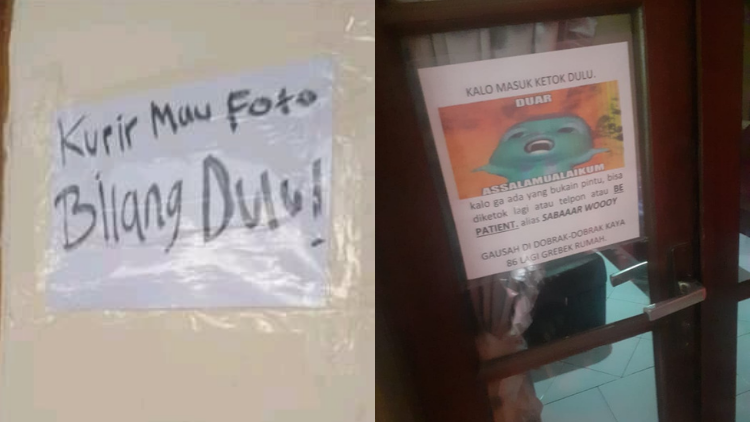 Kurir Mau Foto
Bilang Dulu!
KALO MASUK KETOK DULU.
DUAR
ASSALAMUALAIKUM
kalo ga ada yang bukain pintu, bisa
diketok lagi atau telpon atau BE
PATIENT. alias SABAAAR WOOOY
GAUSAH DI DOBRAK-DOBRAK KAYA
86 LAGI GREBEK RUMAH.